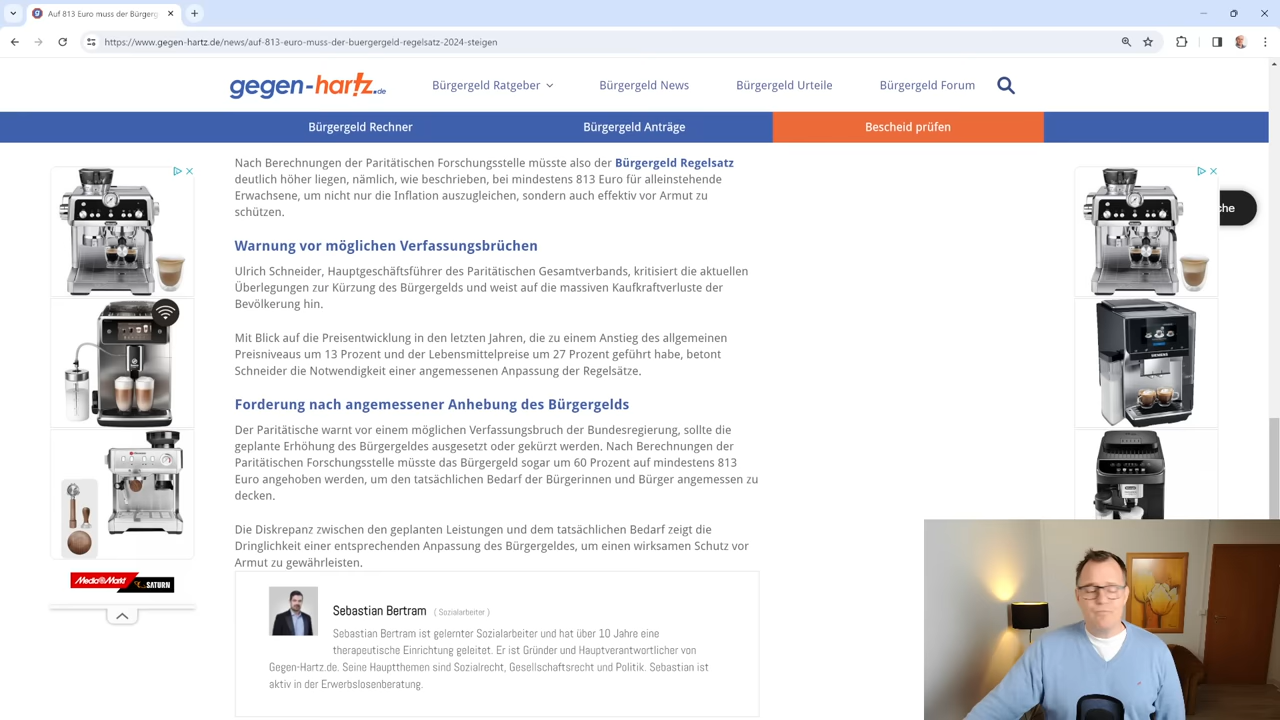 Auf 813 Euro muss der Bürgerg
https://www.gegen-hartz.de/news/auf-813-euro-muss-der-buergergeld-regelsatz-2024-steigen
gegen-hartz.de
Bürgergeld Ratgeber
Bürgergeld News
Bürgergeld Urteile
Bürgergeld Forum
Bürgergeld Rechner
Bürgergeld Anträge
Bescheid prüfen
Nach Berechnungen der Paritätischen Forschungsstelle müsste also der Bürgergeld Regelsatz
deutlich höher liegen, nämlich, wie beschrieben, bei mindestens 813 Euro für alleinstehende
Erwachsene, um nicht nur die Inflation auszugleichen, sondern auch effektiv vor Armut zu
schützen.
che
Warnung vor möglichen Verfassungsbrüchen
Ulrich Schneider, Hauptgeschäftsführer des Paritätischen Gesamtverbands, kritisiert die aktuellen
Überlegungen zur Kürzung des Bürgergelds und weist auf die massiven Kaufkraftverluste der
Bevölkerung hin.
Mit Blick auf die Preisentwicklung in den letzten Jahren, die zu einem Anstieg des allgemeinen
Preisniveaus um 13 Prozent und der Lebensmittelpreise um 27 Prozent geführt habe, betont
Schneider die Notwendigkeit einer angemessenen Anpassung der Regelsätze.
SIEMENS
Forderung nach angemessener Anhebung des Bürgergelds
Der Paritätische warnt vor einem möglichen Verfassungsbruch der Bundesregierung, sollte die
geplante Erhöhung des Bürgergeldes ausgesetzt oder gekürzt werden. Nach Berechnungen der
Paritätischen Forschungsstelle müsste das Bürgergeld sogar um 60 Prozent auf mindestens 813
Euro angehoben werden, um den tatsächlichen Bedarf der Bürgerinnen und Bürger angemessen zu
decken.
Die Diskrepanz zwischen den geplanten Leistungen und dem tatsächlichen Bedarf zeigt die
Dringlichkeit einer entsprechenden Anpassung des Bürgergeldes, um einen wirksamen Schutz vor
Armut zu gewährleisten.
Media Markt
SATURN
Sebastian Bertram ( Sozialarbeiter )
Sebastian Bertram ist gelernter Sozialarbeiter und hat über 10 Jahre eine
therapeutische Einrichtung geleitet. Er ist Gründer und Hauptverantwortlicher von
Gegen-Hartz.de. Seine Hauptthemen sind Sozialrecht, Gesellschaftsrecht und Politik. Sebastian ist
aktiv in der Erwerbslosenberatung.